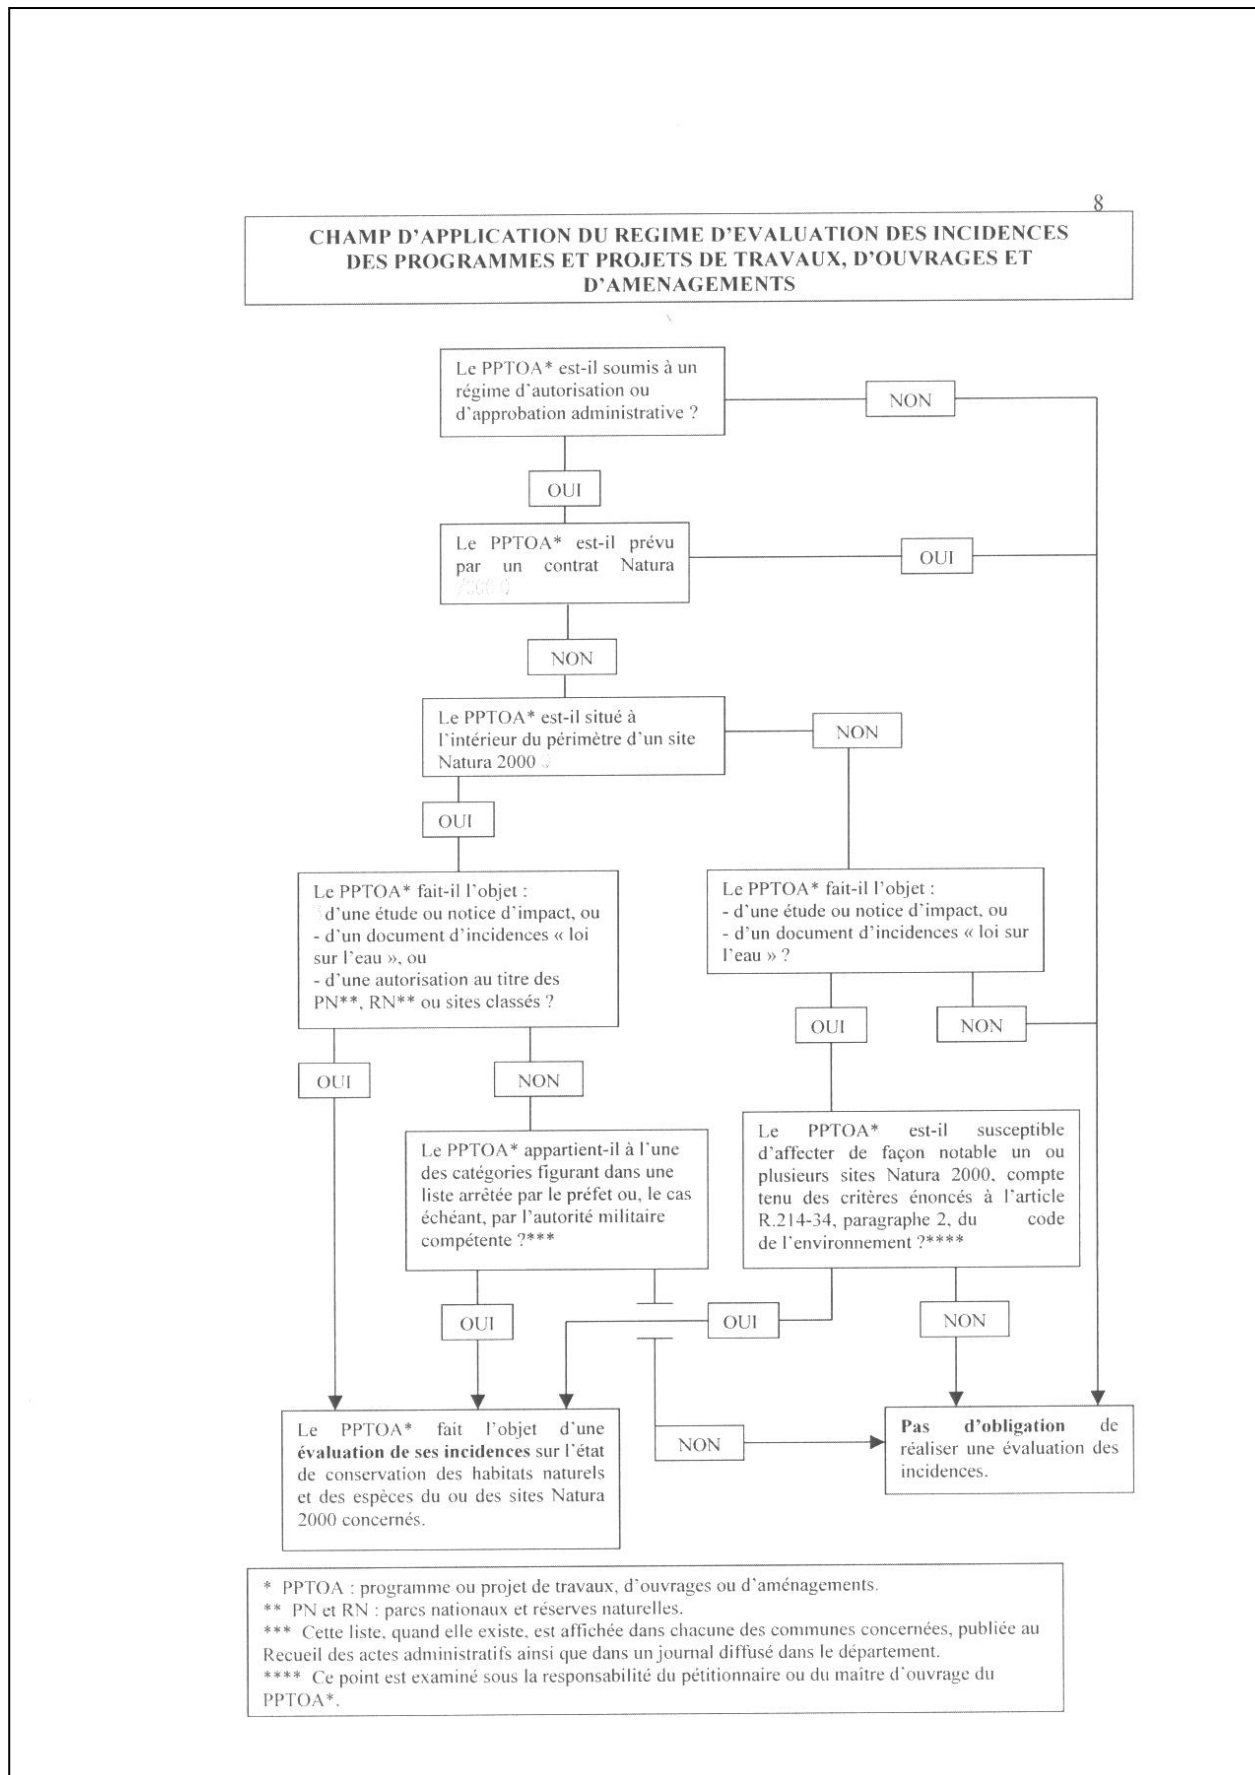 8
CHAMP D'APPLICATION DU REGIME D'EVALUATION DES INCIDENCES
DES PROGRAMMES ET PROJETS DE TRAVAUX, D'OUVRAGES ET
D'AMENAGEMENTS
Le PPTOA* est-il soumis à un
régime d'autorisation ou
d'approbation administrative ?
NON
OUI
Le PPTOA* est-il prévu
par un contrat Natura
OUI
NON
Le PPTOA* est-il situé à
l'intérieur du périmètre d'un site
Natura 2000
NON
OUI
Le PPTOA* fait-il l'objet :
d'une étude ou notice d'impact, ou
- d'un document d'incidences « loi
sur l'eau », ou
- d'une autorisation au titre des
PN**, RN** ou sites classés ?
Le PPTOA* fait-il l'objet :
- d'une étude ou notice d'impact, ou
- d'un document d'incidences « loi sur
l'eau » ?
OUI
NON
OUI
NON
Le PPTOA* appartient-il à l'une
des catégories figurant dans une
liste arrêtée par le préfet ou, le cas
échéant, par l'autorité militaire
compétente ?***
Le PPTOA* est-il susceptible
d'affecter de façon notable un ou
plusieurs sites Natura 2000, compte
tenu des critères énoncés à l'article
R.214-34, paragraphe 2, du code
de l'environnement ?****
OUI
OUI
NON
Le PPTOA* fait l'objet d'une
évaluation de ses incidences sur l'état
de conservation des habitats naturels
et des espèces du ou des sites Natura
2000 concernés.
NON
Pas d'obligation de
réaliser une évaluation des
incidences.
* PPTOA : programme ou projet de travaux, d'ouvrages ou d'aménagements.
** PN et RN : parcs nationaux et réserves naturelles.
*** Cette liste, quand elle existe, est affichée dans chacune des communes concernées, publiée au
Recueil des actes administratifs ainsi que dans un journal diffusé dans le département.
**** Ce point est examiné sous la responsabilité du pétitionnaire ou du maître d'ouvrage du
PPTOA*.